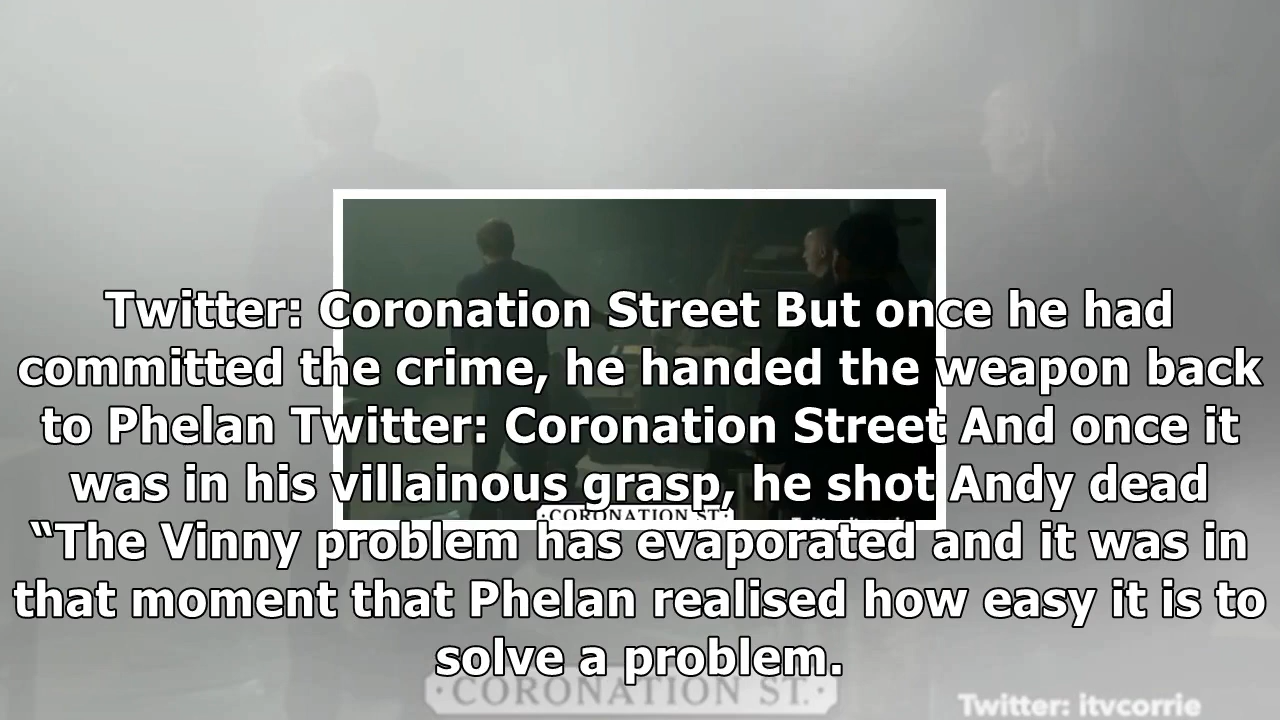 Twitter: Coronation Street But once he had
committed the crime, he handed the weapon back
to Phelan Twitter: Coronation Street And once it
was in his villainous grasp, he shot Andy dead
“The Vinny problem has evaporated and it was in
that moment that Phelan realised how easy it is to
solve a problem.
·CORONATION ST.·
·CORONATION ST.·
Twitter: itvcorrie